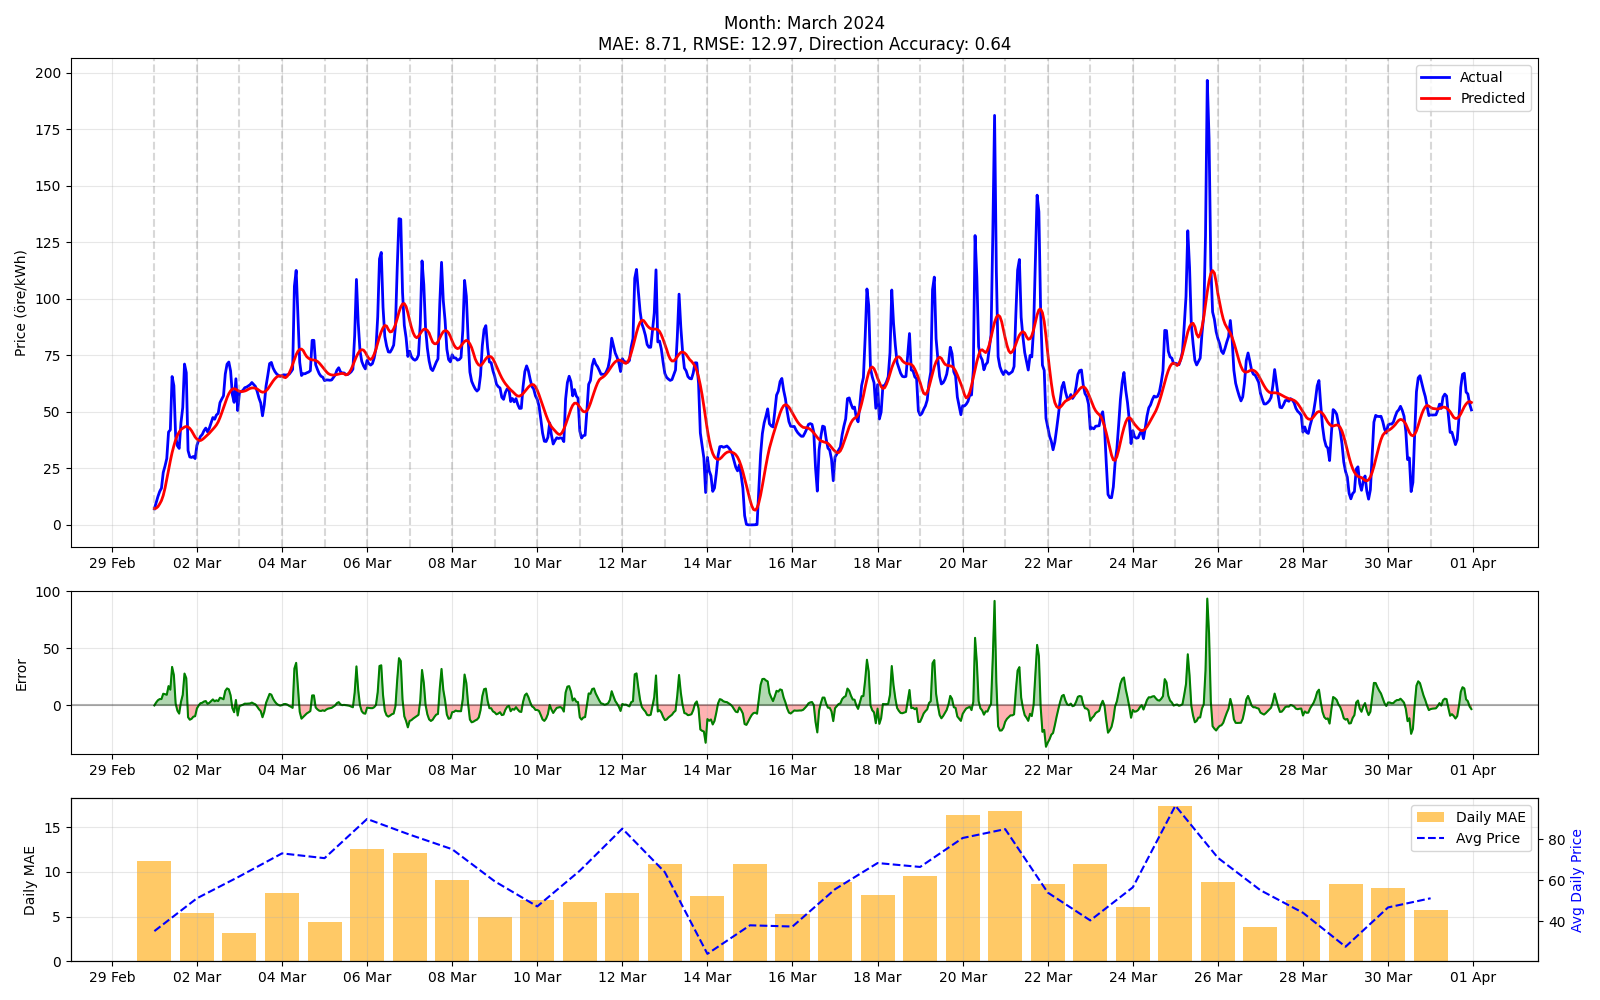 Month: March 2024
MAE: 8.71, RMSE: 12.97, Direction Accuracy: 0.64
Price (öre/kWh)
200
175
150
125
100
75
50
25
0
Actual
Predicted
29 Feb
02 Mar
04 Mar
06 Mar
08 Mar
10 Mar
12 Mar
14 Mar
16 Mar
18 Mar
20 Mar
22 Mar
24 Mar
26 Mar
28 Mar
30 Mar
01 Apr
Error
100
50
0
29 Feb
02 Mar
04 Mar
06 Mar
08 Mar
10 Mar
12 Mar
14 Mar
16 Mar
18 Mar
20 Mar
22 Mar
24 Mar
26 Mar
28 Mar
30 Mar
01 Apr
Daily MAE
15
10
5
0
Daily MAE
Avg Price
80
60
40
Avg Daily Price
29 Feb
02 Mar
04 Mar
06 Mar
08 Mar
10 Mar
12 Mar
14 Mar
16 Mar
18 Mar
20 Mar
22 Mar
24 Mar
26 Mar
28 Mar
30 Mar
01 Apr